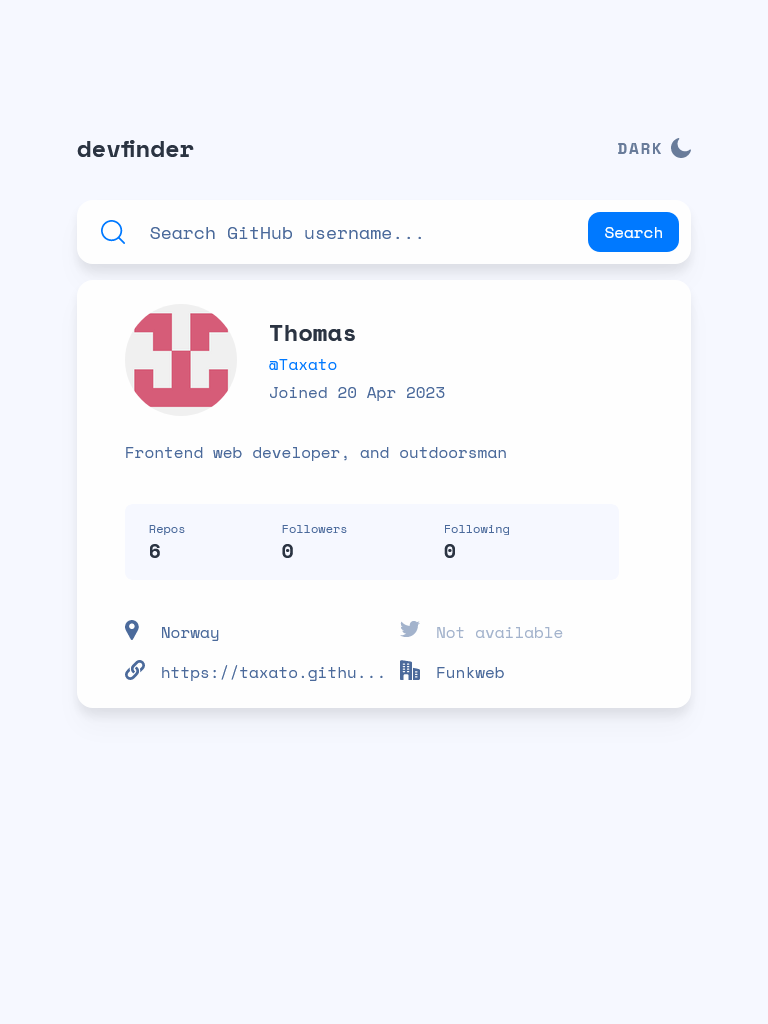 devfinder
DARK
Search GitHub username...
Search
Thomas
@Taxato
Joined 20 Apr 2023
Frontend web developer, and outdoorsman
Repos Followers Following
6 0 0
Norway Not available
https://taxato.githu... Funkweb